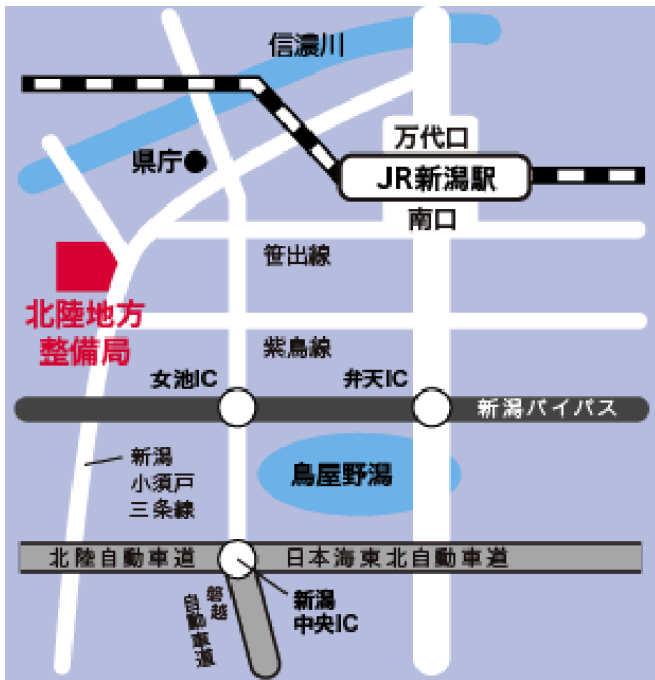 信濃川
万代口
県庁
JR新潟駅
南口
笹出線
北陸地方
整備局
紫鳥線
女池IC
弁天IC
新潟バイパス
新潟
小須戸
三条線
鳥屋野潟
北陸自動車道
日本海東北自動車道
磐越
自動車道
新潟
中央IC